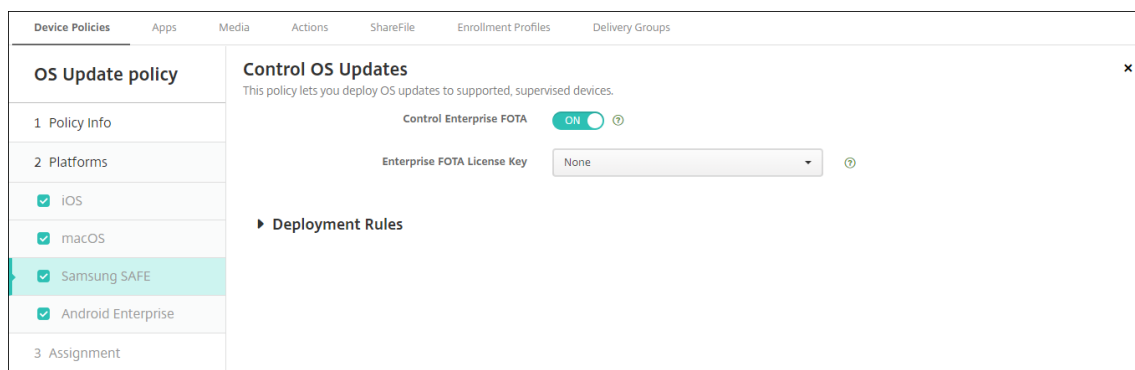 Device Policies Apps Media Actions ShareFile Enrollment Profiles Delivery Groups
OS Update policy
1 Policy Info
2 Platforms
iOS
macOS
Samsung SAFE
Android Enterprise
3 Assignment
Control OS Updates
This policy lets you deploy OS updates to supported, supervised devices.
Control Enterprise FOTA ON
Enterprise FOTA License Key None
Deployment Rules